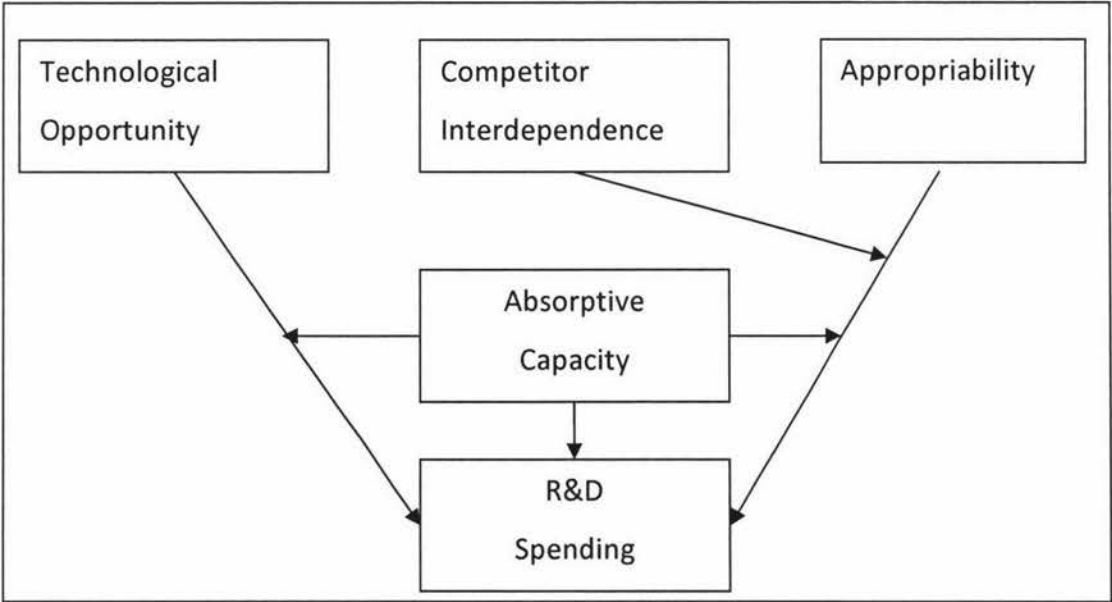 Technological
Opportunity
Competitor
Interdependence
Appropriability
Absorptive
Capacity
R&D
Spending